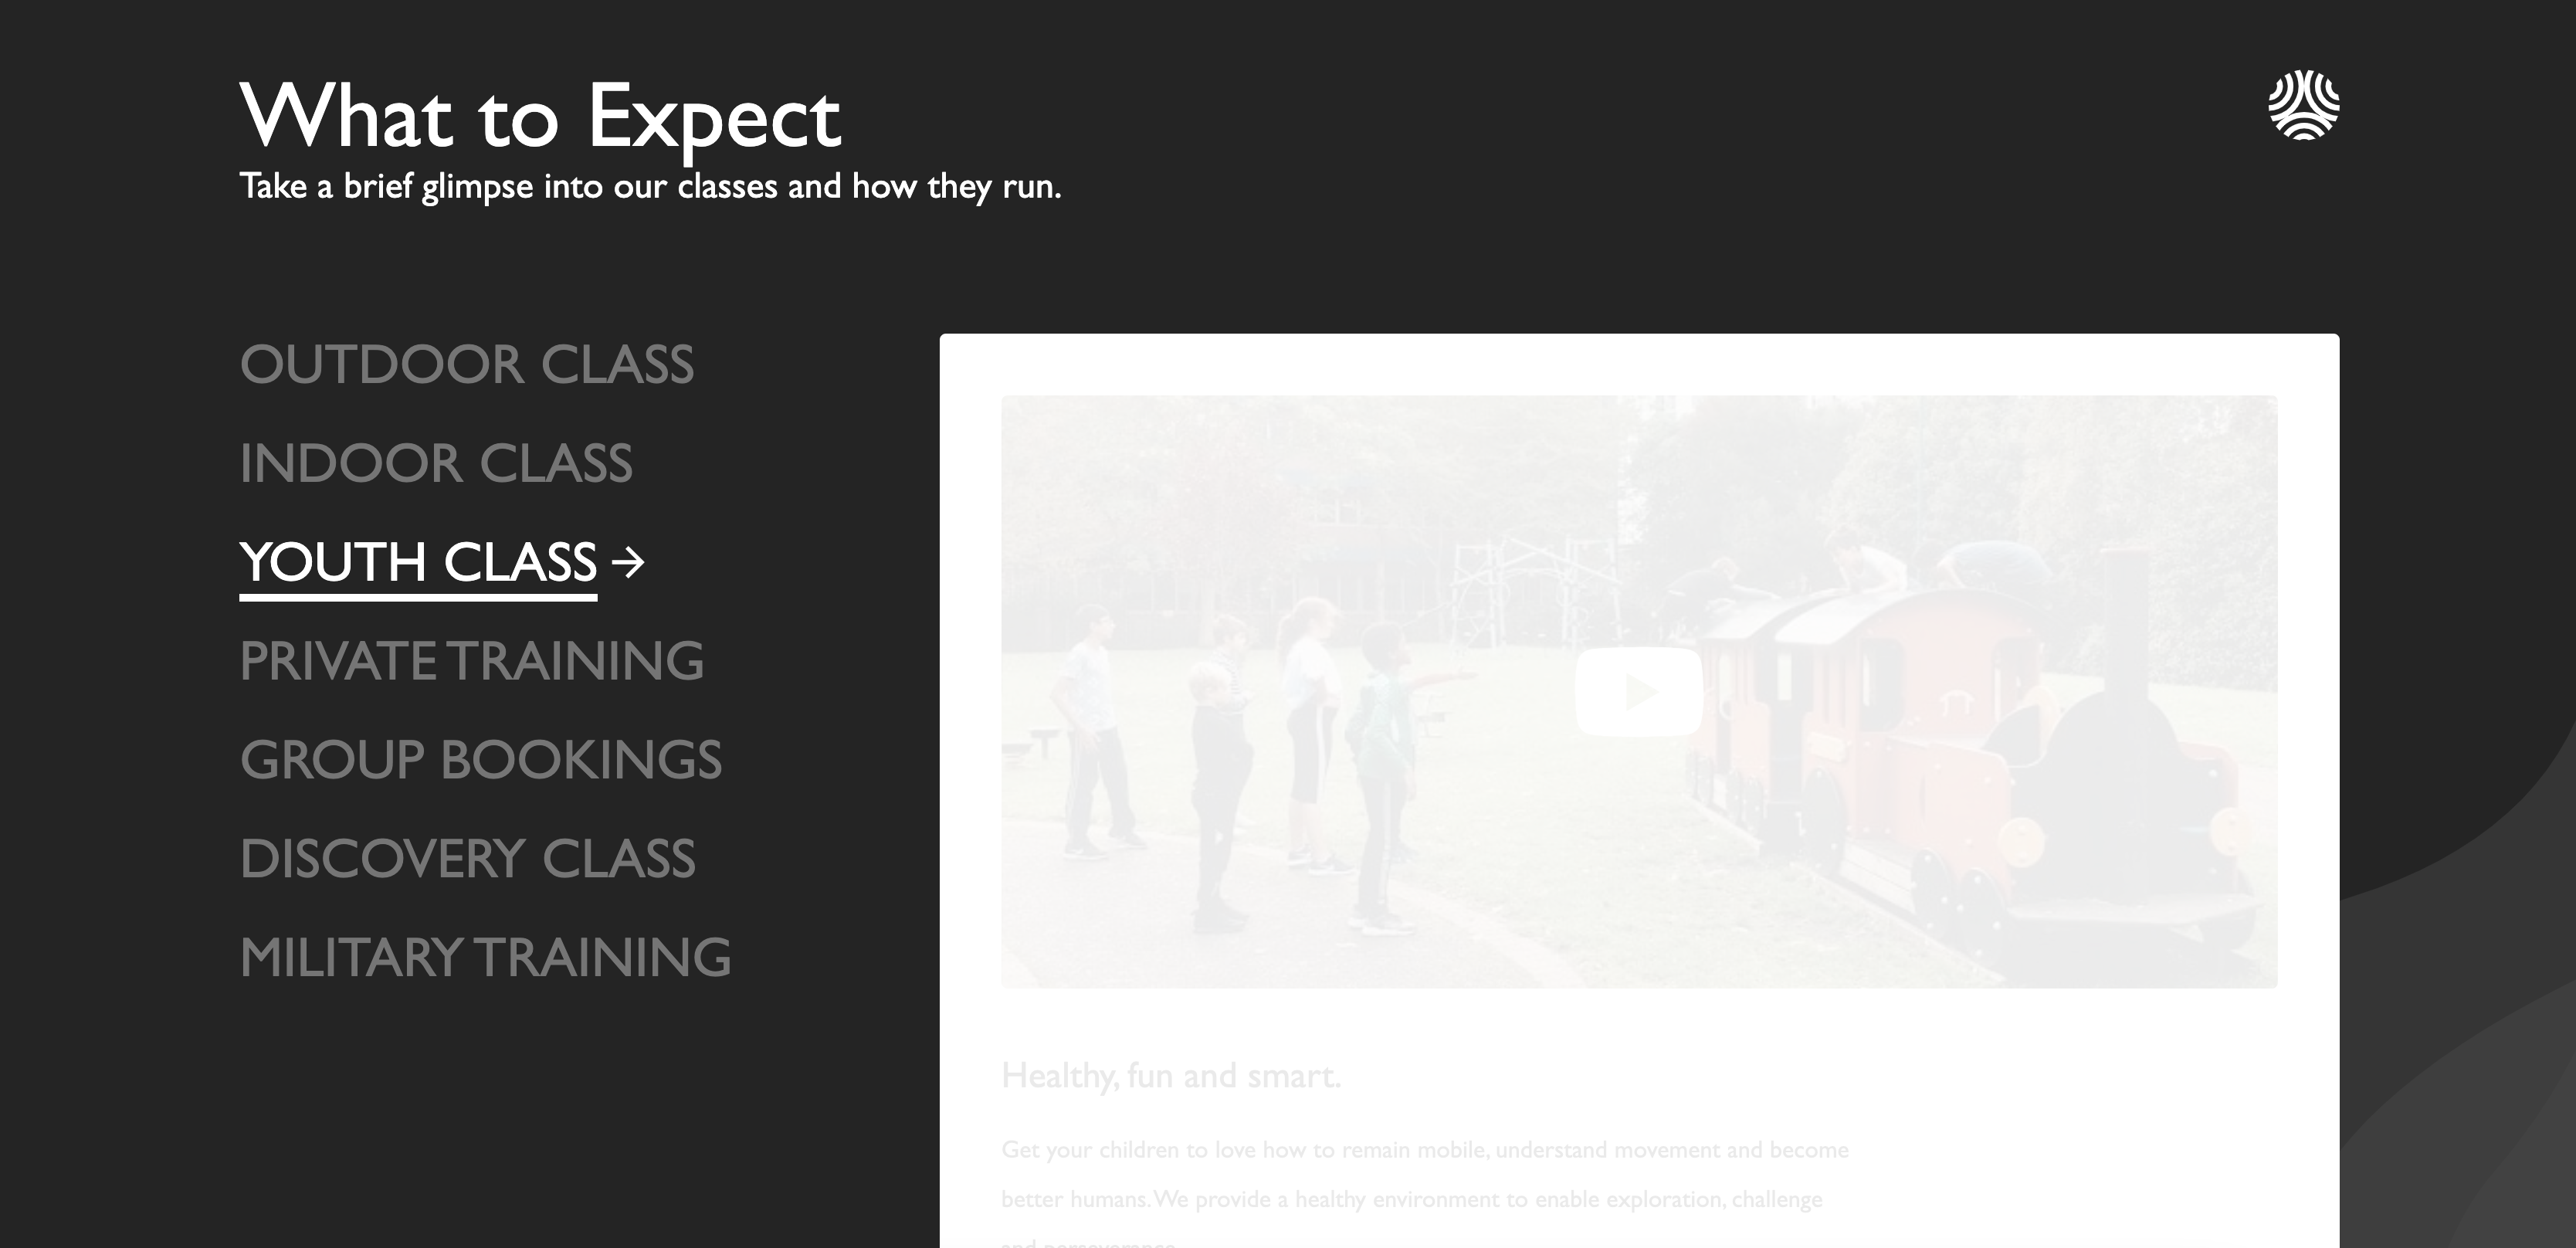 What to Expect
Take a brief glimpse into our classes and how they run.
OUTDOOR CLASS
INDOOR CLASS
YOUTH CLASS →
PRIVATE TRAINING
GROUP BOOKINGS
DISCOVERY CLASS
MILITARY TRAINING
Healthy, fun and smart.
Get your children to love how to remain mobile, understand movement and become
better humans. We provide a healthy environment to enable exploration, challenge
and perseverance.